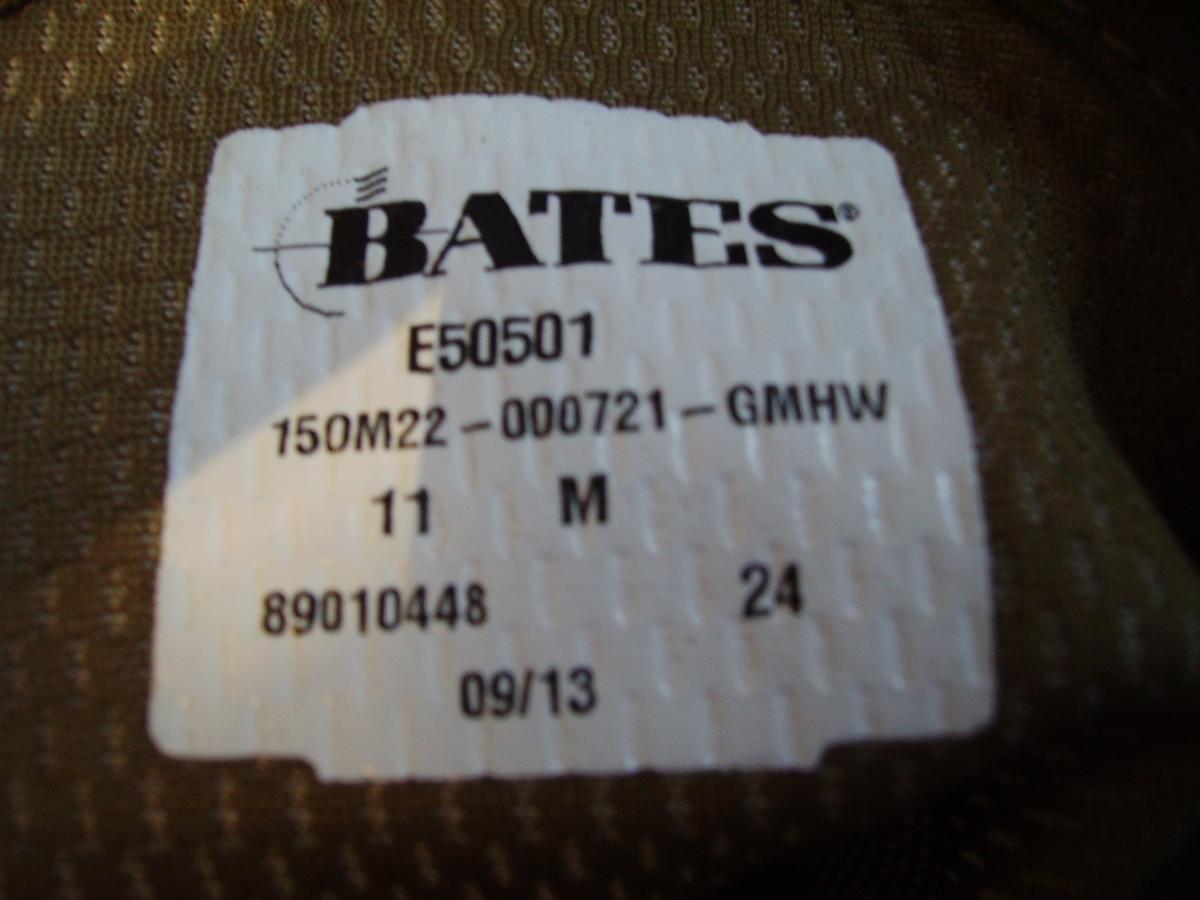 BATES®
E50501
150M22-000721-GMHW
11 M
89010448 24
09/13